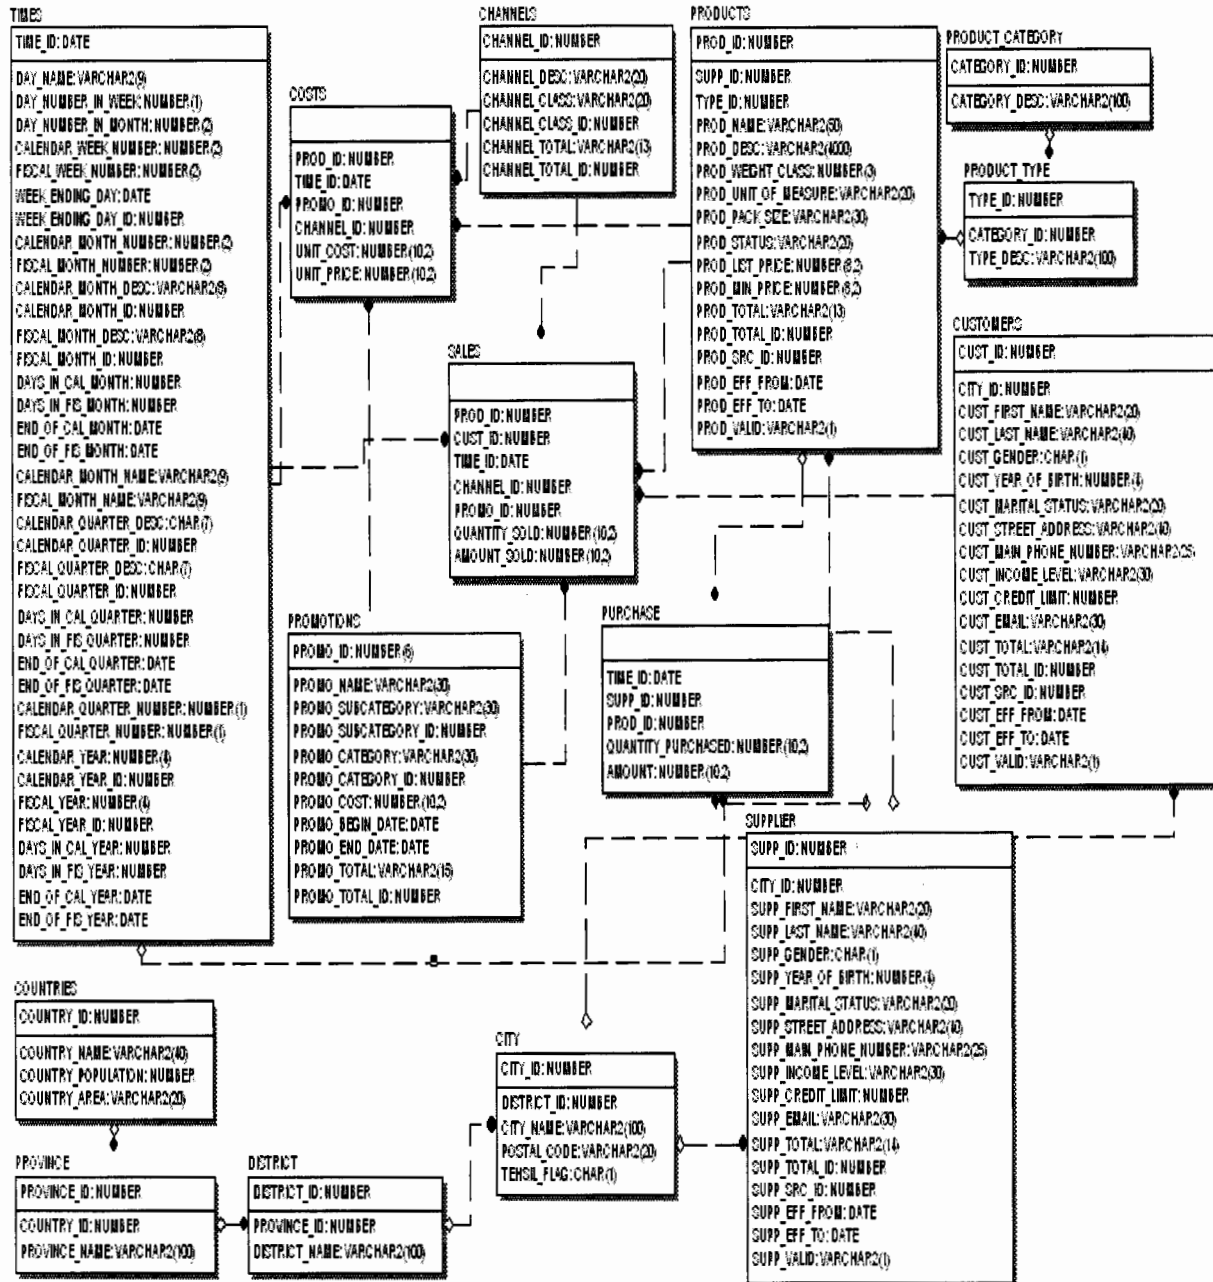 TIMES
TIME_ID:DATE
DAY_NAME:VARCHAR2(9)
DAY_NUMBER_IN_WEEK:NUMBER(1)
DAY_NUMBER_IN_MONTH:NUMBER(2)
CALENDAR_WEEK_NUMBER:NUMBER(2)
FISCAL_WEEK_NUMBER:NUMBER(2)
WEEK_ENDING_DAY:DATE
WEEK_ENDING_DAY_ID:NUMBER
CALENDAR_MONTH_NUMBER:NUMBER(2)
FISCAL_MONTH_NUMBER:NUMBER(2)
CALENDAR_MONTH_DESC:VARCHAR2(8)
CALENDAR_MONTH_ID:NUMBER
FISCAL_MONTH_DESC:VARCHAR2(8)
FISCAL_MONTH_ID:NUMBER
DAYS_IN_CAL_MONTH:NUMBER
DAYS_IN_FIS_MONTH:NUMBER
END_OF_CAL_MONTH:DATE
END_OF_FIS_MONTH:DATE
CALENDAR_MONTH_NAME:VARCHAR2(9)
FISCAL_MONTH_NAME:VARCHAR2(9)
CALENDAR_QUARTER_DESC:CHAR(7)
CALENDAR_QUARTER_ID:NUMBER
FISCAL_QUARTER_DESC:CHAR(7)
FISCAL_QUARTER_ID:NUMBER
DAYS_IN_CAL_QUARTER:NUMBER
DAYS_IN_FIS_QUARTER:NUMBER
END_OF_CAL_QUARTER:DATE
END_OF_FIS_QUARTER:DATE
CALENDAR_QUARTER_NUMBER:NUMBER(1)
FISCAL_QUARTER_NUMBER:NUMBER(1)
CALENDAR_YEAR:NUMBER(4)
CALENDAR_YEAR_ID:NUMBER
FISCAL_YEAR:NUMBER(4)
FISCAL_YEAR_ID:NUMBER
DAYS_IN_CAL_YEAR:NUMBER
DAYS_IN_FIS_YEAR:NUMBER
END_OF_CAL_YEAR:DATE
END_OF_FIS_YEAR:DATE
COSTS
PROD_ID:NUMBER
TIME_ID:DATE
PROMO_ID:NUMBER
CHANNEL_ID:NUMBER
UNIT_COST:NUMBER(10,2)
UNIT_PRICE:NUMBER(10,2)
CHANNELS
CHANNEL_ID:NUMBER
CHANNEL_DESC:VARCHAR2(20)
CHANNEL_CLASS:VARCHAR2(20)
CHANNEL_CLASS_ID:NUMBER
CHANNEL_TOTAL:VARCHAR2(13)
CHANNEL_TOTAL_ID:NUMBER
PRODUCTS
PROD_ID:NUMBER
SUPP_ID:NUMBER
TYPE_ID:NUMBER
PROD_NAME:VARCHAR2(50)
PROD_DESC:VARCHAR2(4000)
PROD_WEIGHT_CLASS:NUMBER(3)
PROD_UNIT_OF_MEASURE:VARCHAR2(20)
PROD_PACK_SIZE:VARCHAR2(30)
PROD_STATUS:VARCHAR2(20)
PROD_LIST_PRICE:NUMBER(8,2)
PROD_MIN_PRICE:NUMBER(8,2)
PROD_TOTAL:VARCHAR2(13)
PROD_TOTAL_ID:NUMBER
PROD_SRC_ID:NUMBER
PROD_EFF_FROM:DATE
PROD_EFF_TO:DATE
PROD_VALID:VARCHAR2(1)
PRODUCT_CATEGORY
CATEGORY_ID:NUMBER
CATEGORY_DESC:VARCHAR2(100)
PRODUCT_TYPE
TYPE_ID:NUMBER
CATEGORY_ID:NUMBER
TYPE_DESC:VARCHAR2(100)
SALES
PROD_ID:NUMBER
CUST_ID:NUMBER
TIME_ID:DATE
CHANNEL_ID:NUMBER
PROMO_ID:NUMBER
QUANTITY_SOLD:NUMBER(10,2)
AMOUNT_SOLD:NUMBER(10,2)
CUSTOMERS
CUST_ID:NUMBER
CITY_ID:NUMBER
CUST_FIRST_NAME:VARCHAR2(20)
CUST_LAST_NAME:VARCHAR2(40)
CUST_GENDER:CHAR(1)
CUST_YEAR_OF_BIRTH:NUMBER(4)
CUST_MARITAL_STATUS:VARCHAR2(20)
CUST_STREET_ADDRESS:VARCHAR2(40)
CUST_MAIN_PHONE_NUMBER:VARCHAR2(25)
CUST_INCOME_LEVEL:VARCHAR2(30)
CUST_CREDIT_LIMIT:NUMBER
CUST_EMAIL:VARCHAR2(30)
CUST_TOTAL:VARCHAR2(14)
CUST_TOTAL_ID:NUMBER
CUST_SRC_ID:NUMBER
CUST_EFF_FROM:DATE
CUST_EFF_TO:DATE
CUST_VALID:VARCHAR2(1)
PROMOTIONS
PROMO_ID:NUMBER(6)
PROMO_NAME:VARCHAR2(30)
PROMO_SUBCATEGORY:VARCHAR2(30)
PROMO_SUBCATEGORY_ID:NUMBER
PROMO_CATEGORY:VARCHAR2(30)
PROMO_CATEGORY_ID:NUMBER
PROMO_COST:NUMBER(10,2)
PROMO_BEGIN_DATE:DATE
PROMO_END_DATE:DATE
PROMO_TOTAL:VARCHAR2(15)
PROMO_TOTAL_ID:NUMBER
PURCHASE
TIME_ID:DATE
SUPP_ID:NUMBER
PROD_ID:NUMBER
QUANTITY_PURCHASED:NUMBER(10,2)
AMOUNT:NUMBER(10,2)
SUPPLIER
SUPP_ID:NUMBER
CITY_ID:NUMBER
SUPP_FIRST_NAME:VARCHAR2(20)
SUPP_LAST_NAME:VARCHAR2(40)
SUPP_GENDER:CHAR(1)
SUPP_YEAR_OF_BIRTH:NUMBER(4)
SUPP_MARITAL_STATUS:VARCHAR2(20)
SUPP_STREET_ADDRESS:VARCHAR2(40)
SUPP_MAIN_PHONE_NUMBER:VARCHAR2(25)
SUPP_INCOME_LEVEL:VARCHAR2(30)
SUPP_CREDIT_LIMIT:NUMBER
SUPP_EMAIL:VARCHAR2(30)
SUPP_TOTAL:VARCHAR2(14)
SUPP_TOTAL_ID:NUMBER
SUPP_SRC_ID:NUMBER
SUPP_EFF_FROM:DATE
SUPP_EFF_TO:DATE
SUPP_VALID:VARCHAR2(1)
COUNTRIES
COUNTRY_ID:NUMBER
COUNTRY_NAME:VARCHAR2(40)
COUNTRY_POPULATION:NUMBER
COUNTRY_AREA:VARCHAR2(20)
PROVINCE
PROVINCE_ID:NUMBER
COUNTRY_ID:NUMBER
PROVINCE_NAME:VARCHAR2(100)
DISTRICT
DISTRICT_ID:NUMBER
PROVINCE_ID:NUMBER
DISTRICT_NAME:VARCHAR2(100)
CITY
CITY_ID:NUMBER
DISTRICT_ID:NUMBER
CITY_NAME:VARCHAR2(100)
POSTAL_CODE:VARCHAR2(20)
TEHSIL_FLAG:CHAR(1)